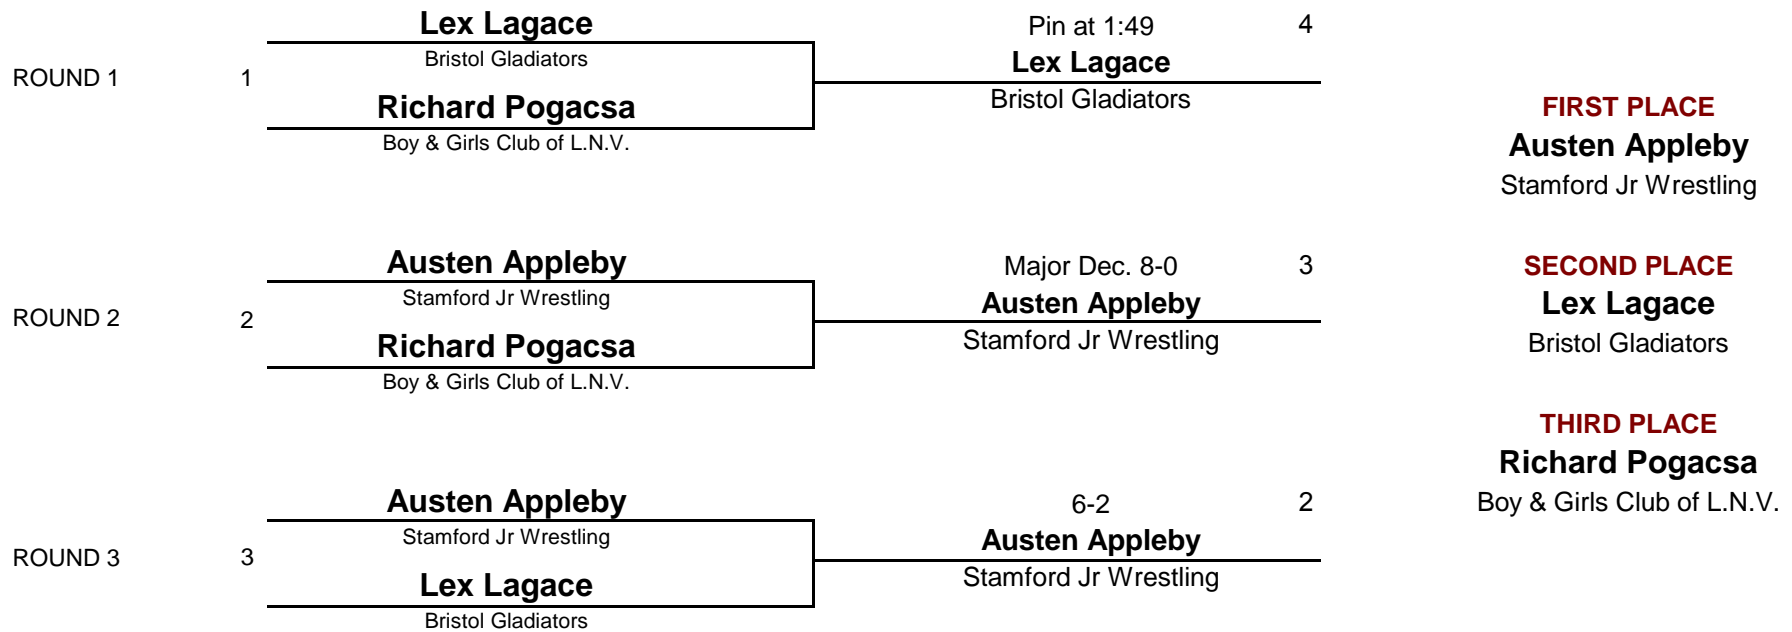 ROUND 1
1
Lex Lagace
Bristol Gladiators
Richard Pogacsa
Boy & Girls Club of L.N.V.
Pin at 1:49
4
Lex Lagace
Bristol Gladiators
ROUND 2
2
Austen Appleby
Stamford Jr Wrestling
Richard Pogacsa
Boy & Girls Club of L.N.V.
Major Dec. 8-0
3
Austen Appleby
Stamford Jr Wrestling
ROUND 3
3
Austen Appleby
Stamford Jr Wrestling
Lex Lagace
Bristol Gladiators
6-2
2
Austen Appleby
Stamford Jr Wrestling
FIRST PLACE
Austen Appleby
Stamford Jr Wrestling
SECOND PLACE
Lex Lagace
Bristol Gladiators
THIRD PLACE
Richard Pogacsa
Boy & Girls Club of L.N.V.